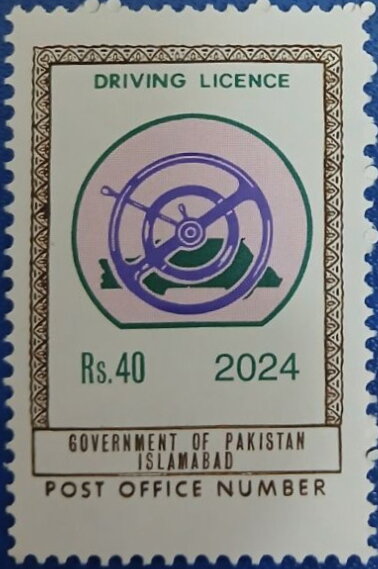 DRIVING LICENCE
Rs.40 2024
GOVERNMENT OF PAKISTAN
ISLAMABAD
POST OFFICE NUMBER